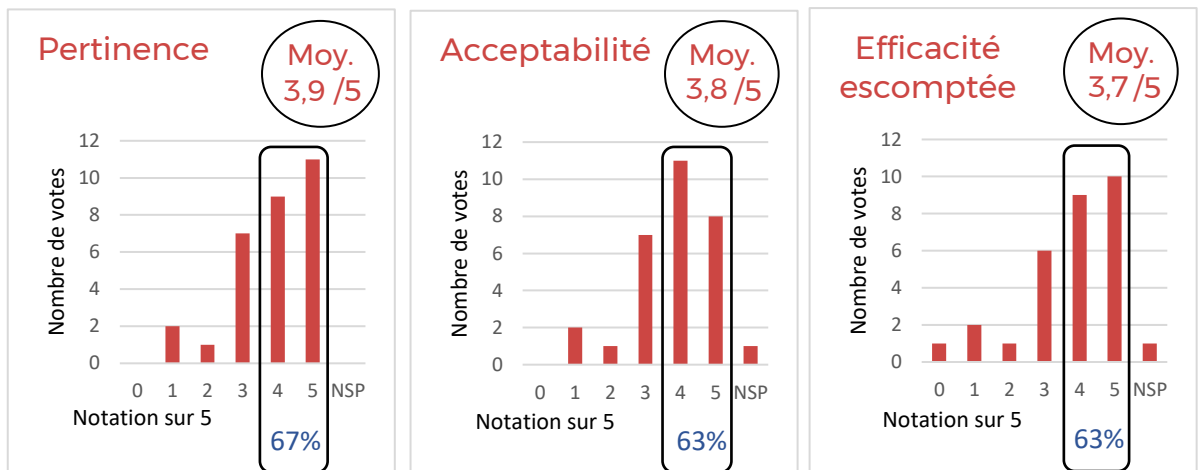 Pertinence
Moy.
3,9 /5
Nombre de votes
12
10
8
6
4
2
0
0 1 2 3 4 5 NSP
Notation sur 5
67%
Acceptabilité
Moy.
3,8 /5
Nombre de votes
12
10
8
6
4
2
0
0 1 2 3 4 5 NSP
Notation sur 5
63%
Efficacité
escomptée
Moy.
3,7 /5
Nombre de votes
12
10
8
6
4
2
0
0 1 2 3 4 5 NSP
Notation sur 5
63%